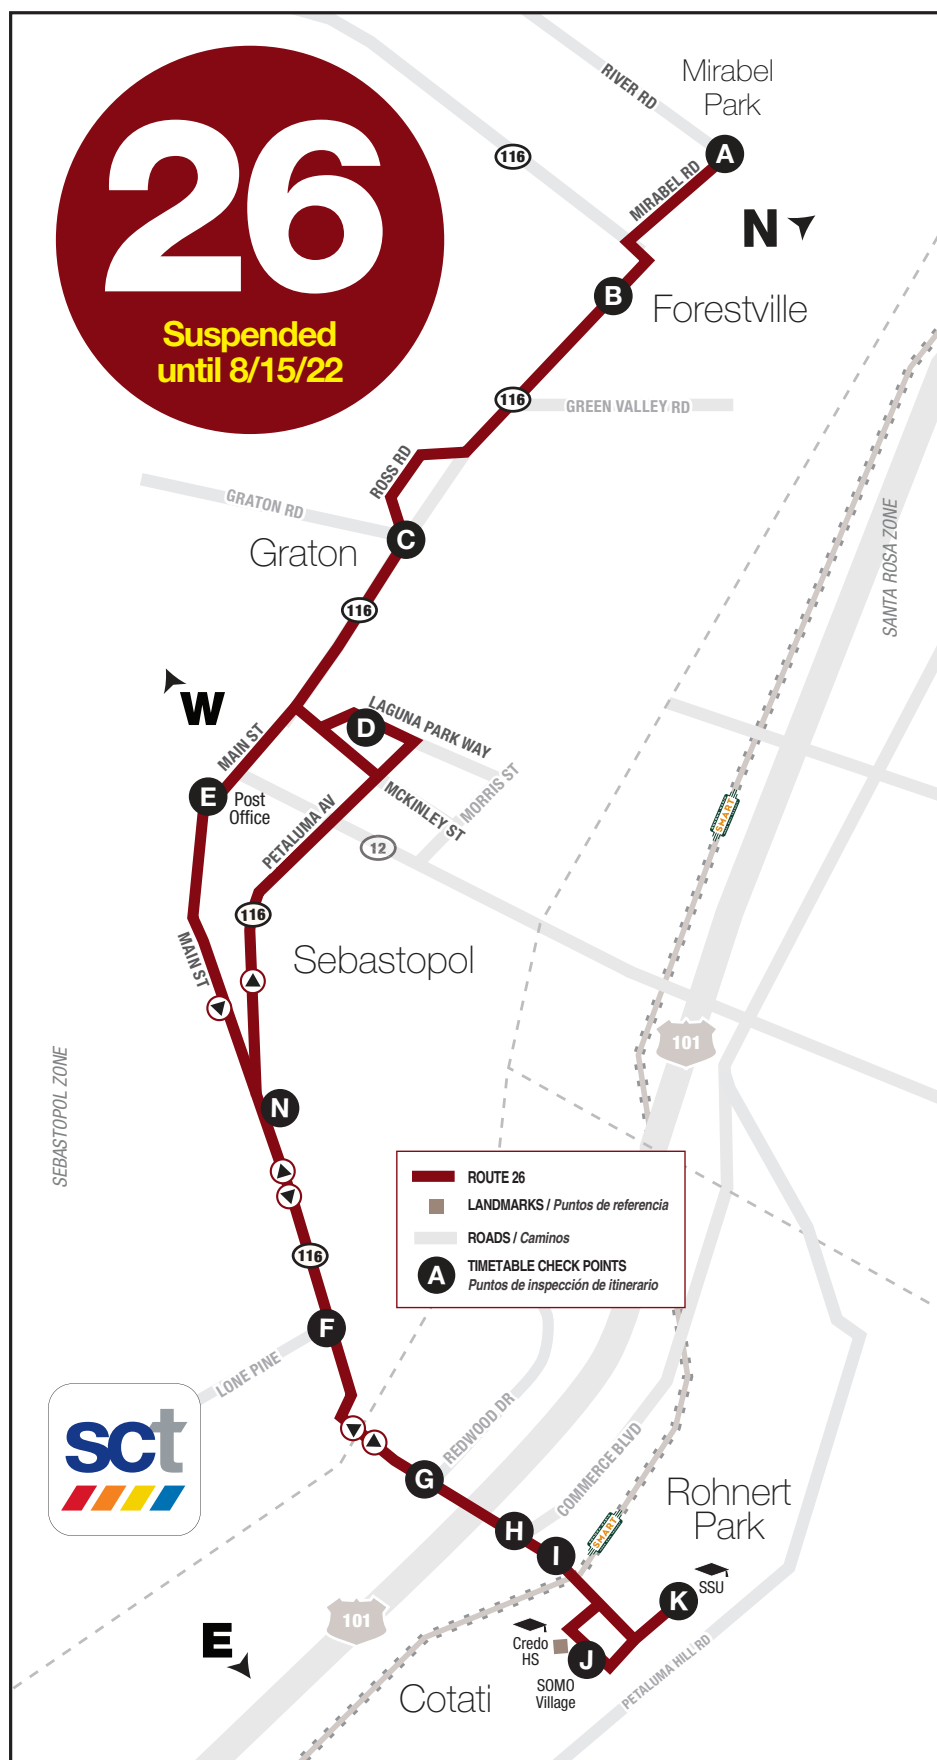 26
Suspended
until 8/15/22
Mirabel
Park
RIVER RD
A
116
MIRABEL RD
N
B
Forestville
116
GREEN VALLEY RD
ROSS RD
GRATON RD
C
Graton
SANTA ROSA ZONE
116
W
LAGUNA PARK WAY
D
MAIN ST
E
Post
Office
MCKINLEY ST
MORRIS ST
PETALUMA AV
12
SMART
116
MAIN ST
Sebastopol
101
SEBASTOPOL ZONE
N
ROUTE 26
LANDMARKS / Puntos de referencia
ROADS / Caminos
A
TIMETABLE CHECK POINTS
Puntos de inspección de itinerario
116
F
LONE PINE
sct
REDWOOD DR
G
COMMERCE BLVD
Rohnert
Park
H
SMART
I
SSU
K
101
E
Credo
HS
J
SOMO
Village
PETALUMA HILL RD
Cotati